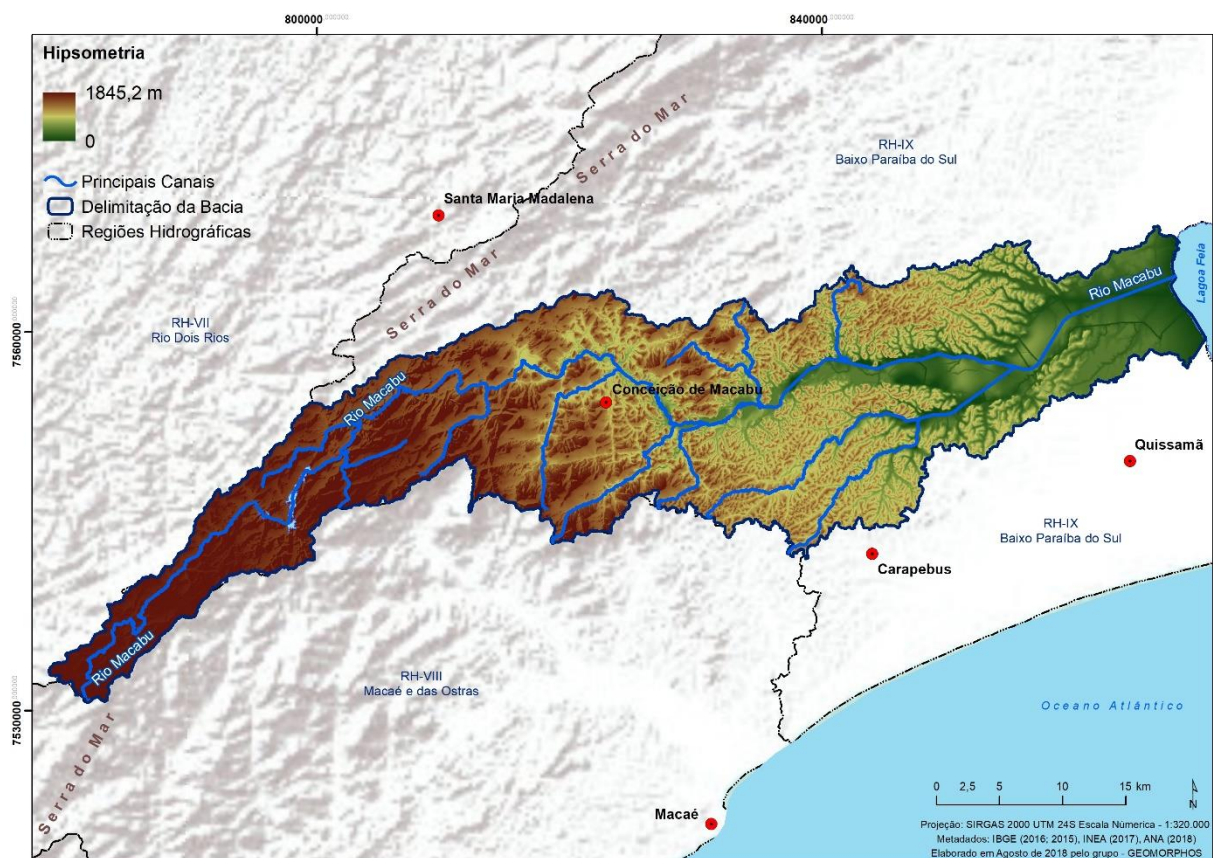 800000,000000
840000,000000
Hipsometria
1845,2 m
0
Principais Canais
Delimitação da Bacia
Regiões Hidrográficas
Serra do Mar
RH-IX
Baixo Paraíba do Sul
Santa Maria Madalena
Serra do Mar
Lagoa Feia
Rio Macabu
RH-VII
Rio Dois Rios
7560000,000000
Rio Macabu
Conceição de Macabu
Quissamã
RH-IX
Baixo Paraíba do Sul
Carapebus
Rio Macabu
RH-VIII
Macaé e das Ostras
7530000,000000
Oceano Atlântico
Serra do Mar
Macaé
0 2,5 5 10 15 km
N
Projeção: SIRGAS 2000 UTM 24S Escala Númerica - 1:320.000
Metadados: IBGE (2016; 2015), INEA (2017), ANA (2018)
Elaborado em Agosto de 2018 pelo grupo - GEOMORPHOS